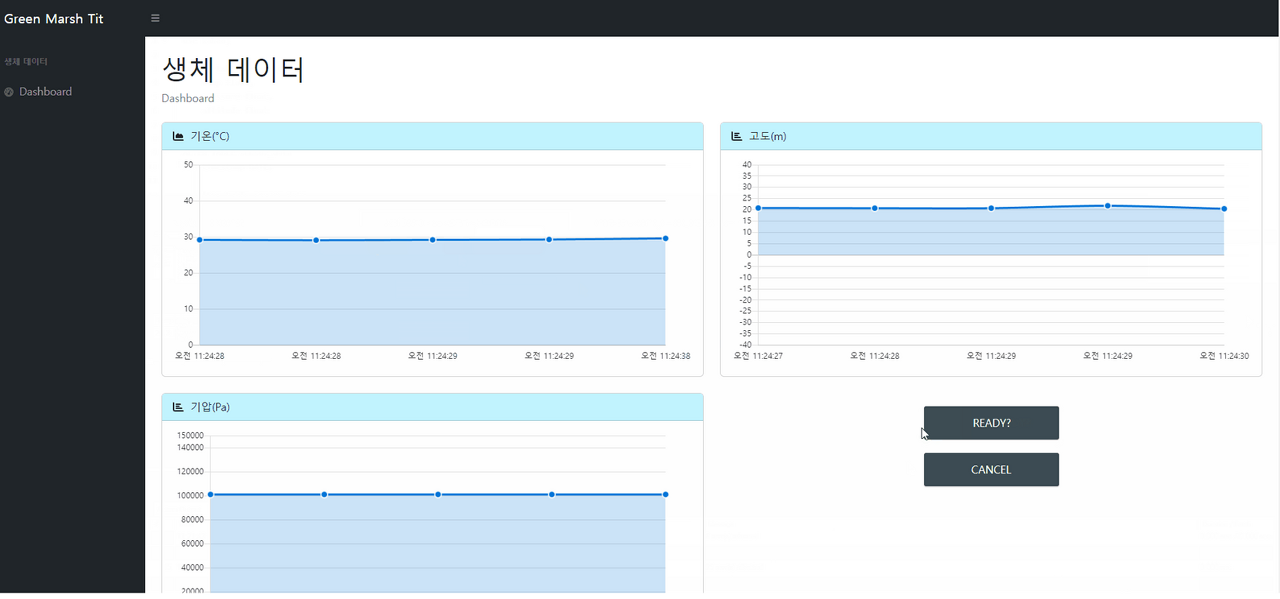 Green Marsh Tit
생체 데이터
Dashboard
생체 데이터
Dashboard
기온(°C)
50
40
30
20
10
0
오전 11:24:28
오전 11:24:28
오전 11:24:29
오전 11:24:29
오전 11:24:38
고도(m)
40
35
30
25
20
15
10
5
0
-5
-10
-15
-20
-25
-30
-35
-40
오전 11:24:27
오전 11:24:28
오전 11:24:29
오전 11:24:29
오전 11:24:30
기압(Pa)
150000
140000
120000
100000
80000
60000
40000
20000
READY?
CANCEL